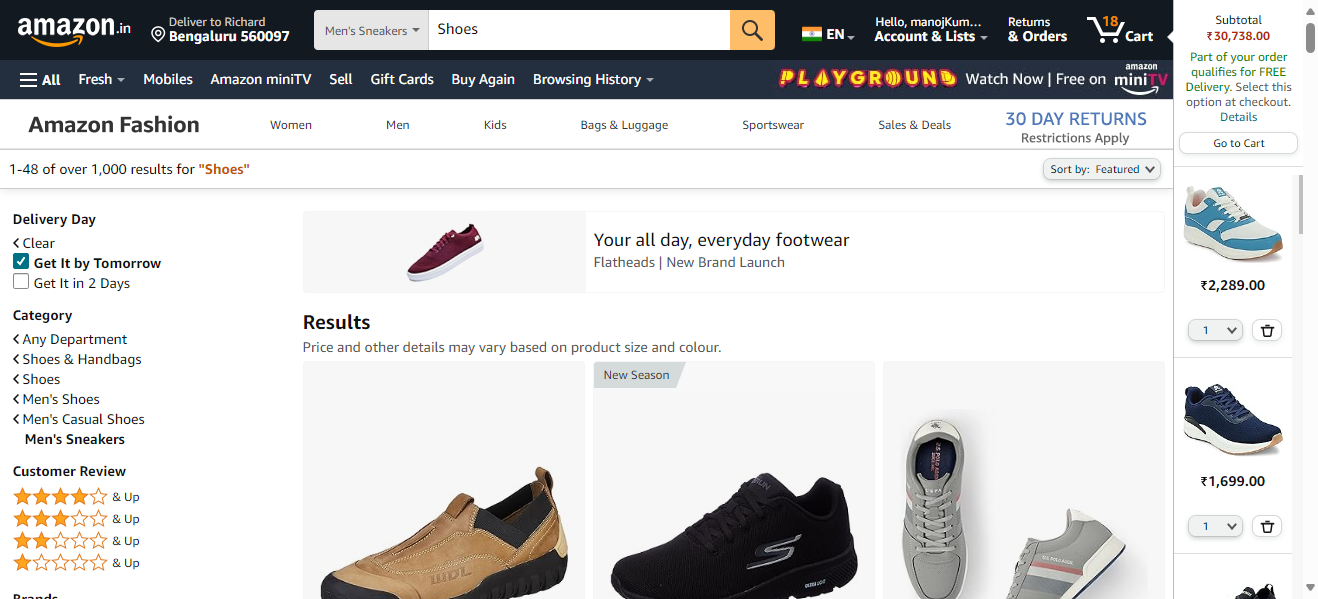 amazon.in
Deliver to Richard
Bengaluru 560097
Men's Sneakers
Shoes
EN
Hello, manojKum...
Account & Lists
Returns
& Orders
18
Cart
Subtotal
₹30,738.00
Part of your order
qualifies for FREE
Delivery. Select this
option at checkout.
Details
Go to Cart
All
Fresh
Mobiles
Amazon miniTV
Sell
Gift Cards
Buy Again
Browsing History
PLAYGROUND
Watch Now | Free on
amazon
miniTV
Amazon Fashion
Women
Men
Kids
Bags & Luggage
Sportswear
Sales & Deals
30 DAY RETURNS
Restrictions Apply
1-48 of over 1,000 results for "Shoes"
Sort by: Featured
Delivery Day
Clear
Get It by Tomorrow
Get It in 2 Days
Category
Any Department
Shoes & Handbags
Shoes
Men's Shoes
Men's Casual Shoes
Men's Sneakers
Customer Review
& Up
& Up
& Up
& Up
Brands
Your all day, everyday footwear
Flatheads | New Brand Launch
Results
Price and other details may vary based on product size and colour.
New Season
WDL
ULTRA LIGHT
₹2,289.00
1
₹1,699.00
1